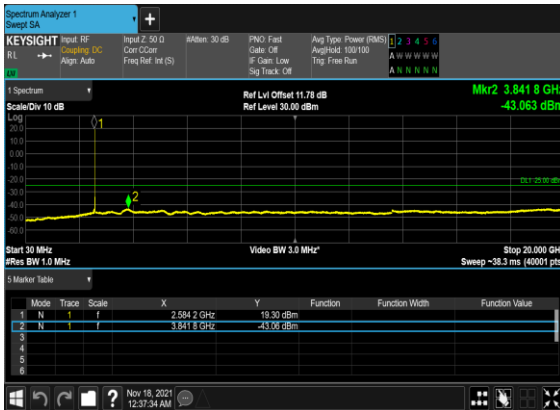 Spectrum Analyzer 1
Swept SA
+
KEYSIGHT Input: RF Input Z: 50 Ω #Atten: 30 dB PNO: Fast Avg Type: Power (RMS) 1 2 3 4 5 6
RL Coupling: DC Corr CCorr Gate: Off Avg|Hold: 100/100 A W W W W W
Align: Auto Freq Ref: Int (S) IF Gain: Low Trig: Free Run
Sig Track: Off A N N N N N
1 Spectrum Ref Lvl Offset 11.78 dB Mkr2 3.841 8 GHz
Scale/Div 10 dB Ref Level 30.00 dBm -43.063 dBm
Log
20.0
10.0
0.00
-10.0
-20.0
-30.0
-40.0
-50.0
-60.0
1
2
DL1 -25.00 dBm
Start 30 MHz Video BW 3.0 MHz* Stop 20.000 GHz
#Res BW 1.0 MHz Sweep ~38.3 ms (40001 pts)
5 Marker Table
Mode Trace Scale X Y Function Function Width Function Value
1 N 1 f 2.584 2 GHz 19.30 dBm
2 N 1 f 3.841 8 GHz -43.06 dBm
3
4
5
6
? Nov 18, 2021
12:37:34 AM